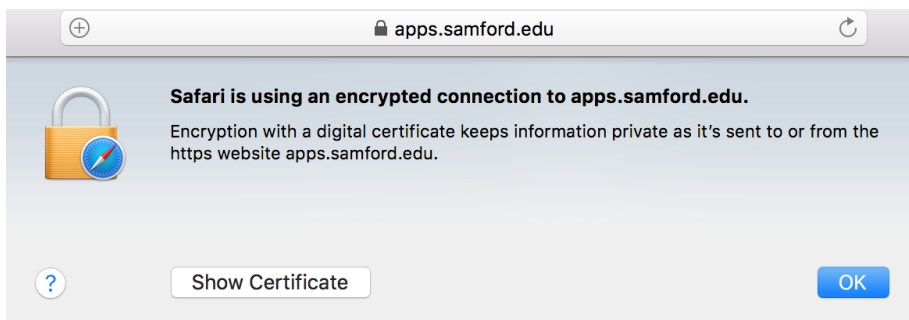 apps.samford.edu
Safari is using an encrypted connection to apps.samford.edu.
Encryption with a digital certificate keeps information private as it's sent to or from the
https website apps.samford.edu.
?
Show Certificate
OK